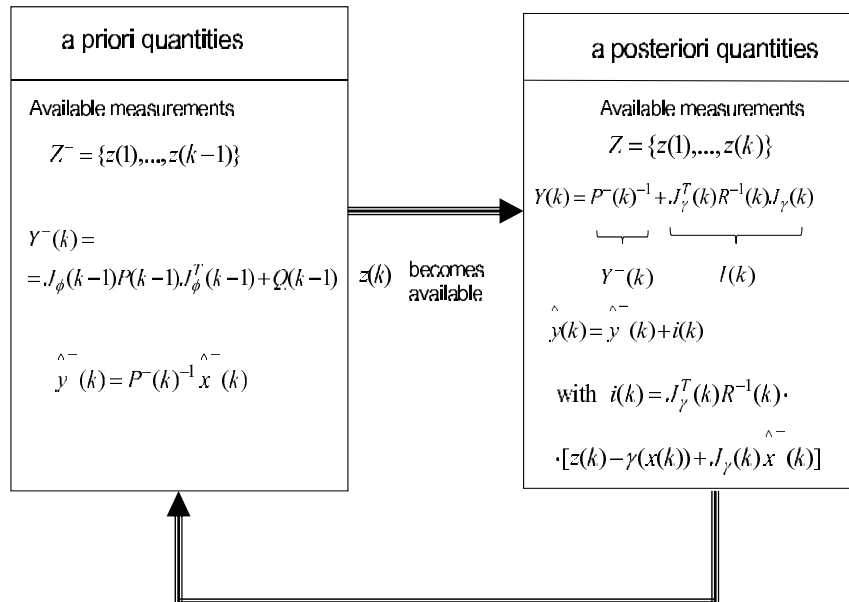 a priori quantities
Available measurements
Z⁻ = {z(1),...,z(k−1)}
Y⁻(k) =
= J_ϕ(k−1)P(k−1)J_ϕ^T(k−1)+Q(k−1)
ŷ⁻(k) = P⁻(k)⁻¹ x̂⁻(k)
z(k) becomes
available
a posteriori quantities
Available measurements
Z = {z(1),...,z(k)}
Y(k) = P⁻(k)⁻¹ + J_γ^T(k)R⁻¹(k)J_γ(k)
Y⁻(k) I(k)
ŷ(k) = ŷ⁻(k) + i(k)
with i(k) = J_γ^T(k)R⁻¹(k)·
·[z(k) − γ(x(k)) + J_γ(k)x̂⁻(k)]